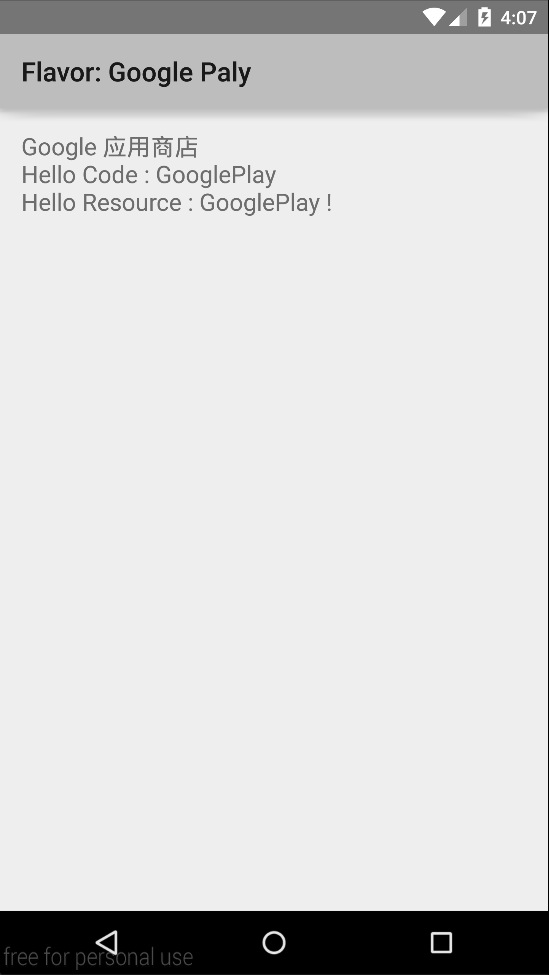 4:07
Flavor: Google Paly
Google 应用商店
Hello Code : GooglePlay
Hello Resource : GooglePlay !
free for personal use